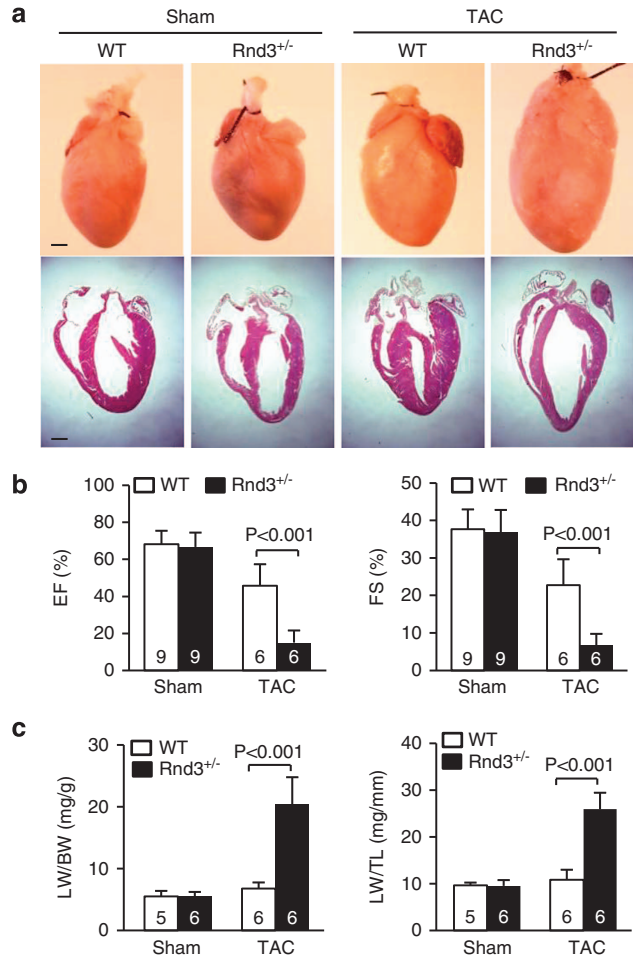 a
Sham TAC
WT Rnd3+/- WT Rnd3+/-
b
100
80
60
40
20
0
EF (%)
WT Rnd3+/-
P<0.001
9 9 6 6
Sham TAC
50
40
30
20
10
0
FS (%)
WT Rnd3+/-
P<0.001
9 9 6 6
Sham TAC
c
30
20
10
0
LW/BW (mg/g)
WT
Rnd3+/-
P<0.001
5 6 6 6
Sham TAC
40
30
20
10
0
LW/TL (mg/mm)
WT
Rnd3+/-
P<0.001
5 6 6 6
Sham TAC